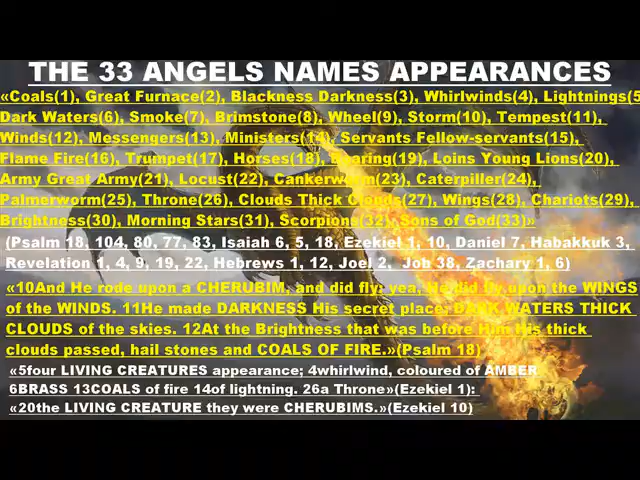 THE 33 ANGELS NAMES APPEARANCES
«Coals(1), Great Furnace(2), Blackness Darkness(3), Whirlwinds(4), Lightnings(5
Dark Waters(6), Smoke(7), Brimstone(8), Wheel(9), Storm(10), Tempest(11),
Winds(12), Messengers(13), Ministers(14), Servants Fellow-servants(15),
Flame Fire(16), Trumpet(17), Horses(18), Roaring(19), Loins Young Lions(20),
Army Great Army(21), Locust(22), Cankerworm(23), Caterpiller(24),
Palmerworm(25), Throne(26), Clouds Thick Clouds(27), Wings(28), Chariots(29),
Brightness(30), Morning Stars(31), Scorpions(32), Sons of God(33)»
(Psalm 18, 104, 80, 77, 83, Isaiah 6, 5, 18, Ezekiel 1, 10, Daniel 7, Habakkuk 3,
Revelation 1, 4, 9, 19, 22, Hebrews 1, 12, Joel 2, Job 38, Zachary 1, 6)
«10And He rode upon a CHERUBIM, and did fly: yea, He did fly upon the WINGS
of the WINDS. 11He made DARKNESS His secret place; DARK WATERS THICK
CLOUDS of the skies. 12At the Brightness that was before Him His thick
clouds passed, hail stones and COALS OF FIRE.»(Psalm 18)
«5four LIVING CREATURES appearance; 4whirlwind, coloured of AMBER
6BRASS 13COALS of fire 14of lightning. 26a Throne»(Ezekiel 1):
«20the LIVING CREATURE they were CHERUBIMS.»(Ezekiel 10)